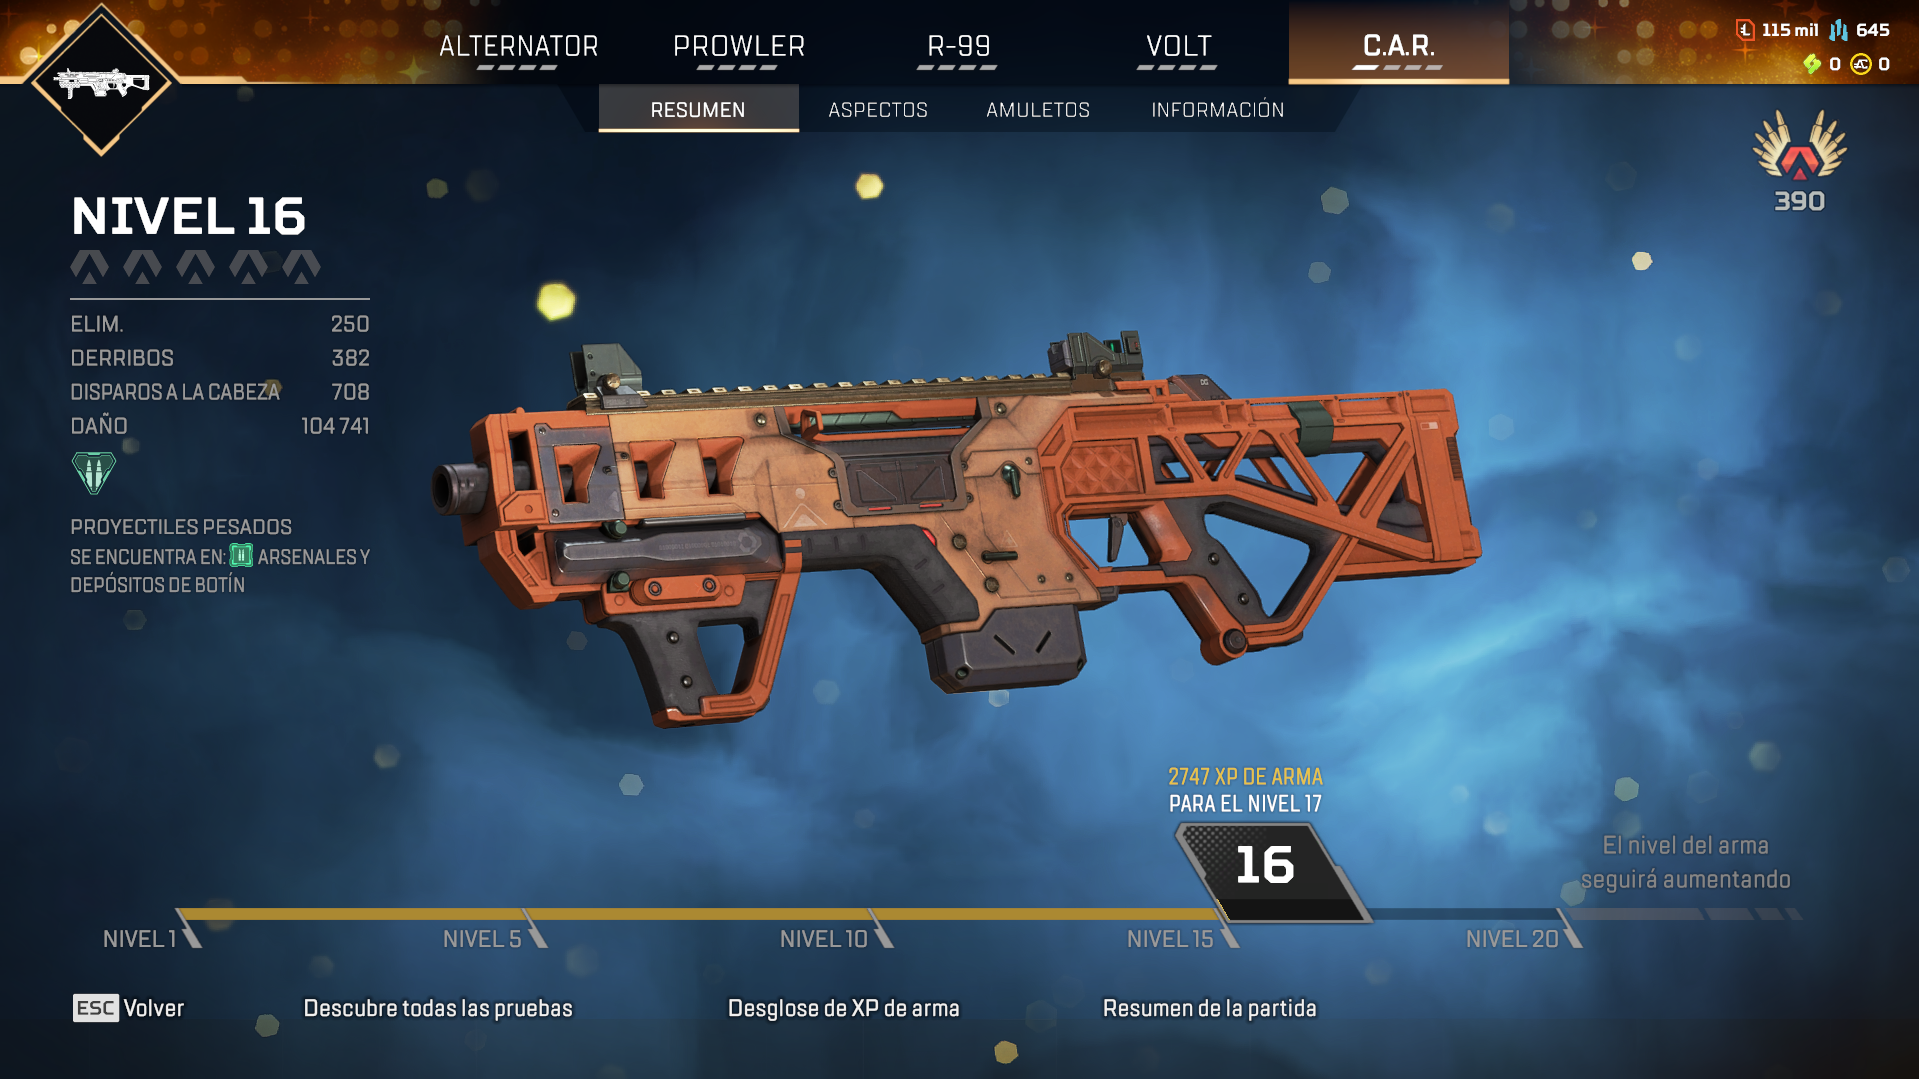 ALTERNATOR
PROWLER
R-99
VOLT
C.A.R.
115 mil
645
0
0
RESUMEN
ASPECTOS
AMULETOS
INFORMACIÓN
390
NIVEL 16
ELIM. 250
DERRIBOS 382
DISPAROS A LA CABEZA 708
DAÑO 104 741
PROYECTILES PESADOS
SE ENCUENTRA EN: ARSENALES Y
DEPÓSITOS DE BOTÍN
2747 XP DE ARMA
PARA EL NIVEL 17
16
El nivel del arma
seguirá aumentando
NIVEL 1
NIVEL 5
NIVEL 10
NIVEL 15
NIVEL 20
ESC Volver
Descubre todas las pruebas
Desglose de XP de arma
Resumen de la partida